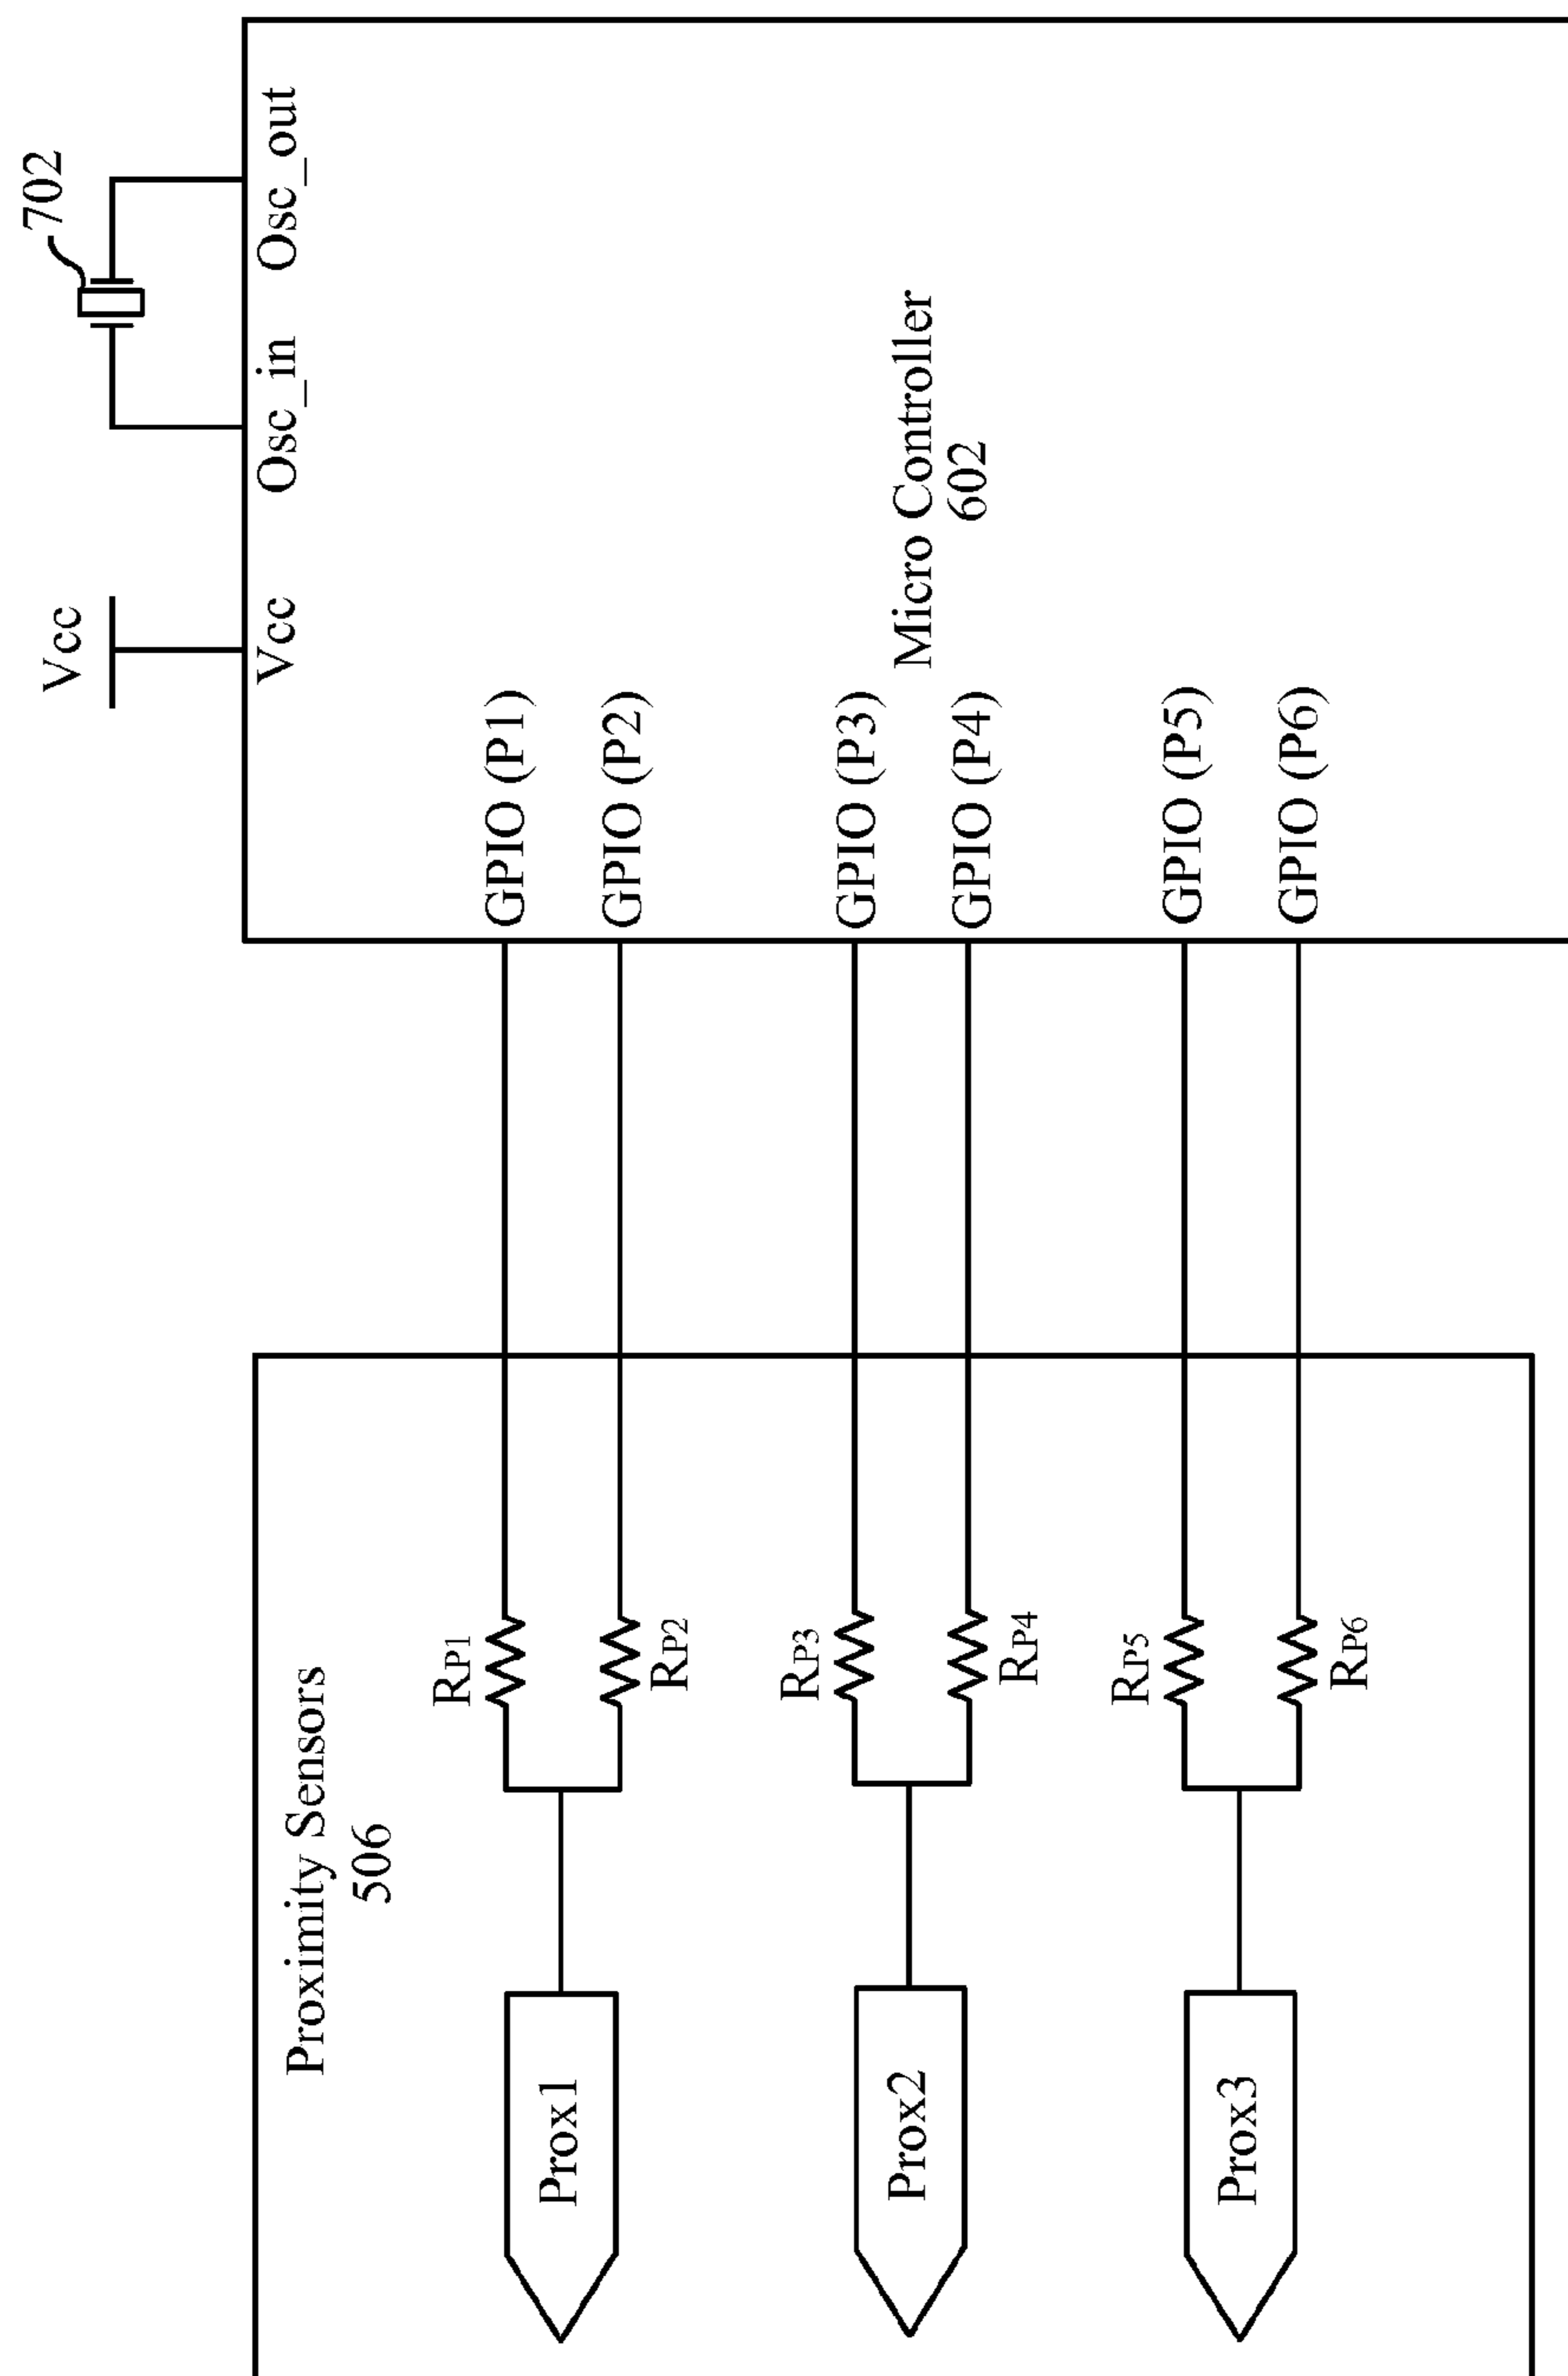 702
Vcc
Vcc
Osc_in
Osc_out
GPIO (P1)
GPIO (P2)
GPIO (P3)
GPIO (P4)
GPIO (P5)
GPIO (P6)
Micro Controller
602
Proximity Sensors
506
RP1
RP2
RP3
RP4
RP5
RP6
Prox1
Prox2
Prox3